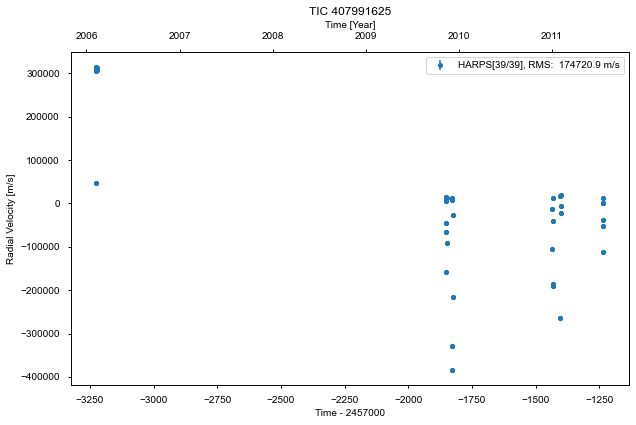 TIC 407991625
Time [Year]
2006 2007 2008 2009 2010 2011
HARPS[39/39], RMS: 174720.9 m/s
Radial Velocity [m/s]
300000
200000
100000
0
−100000
−200000
−300000
−400000
−3250 −3000 −2750 −2500 −2250 −2000 −1750 −1500 −1250
Time - 2457000